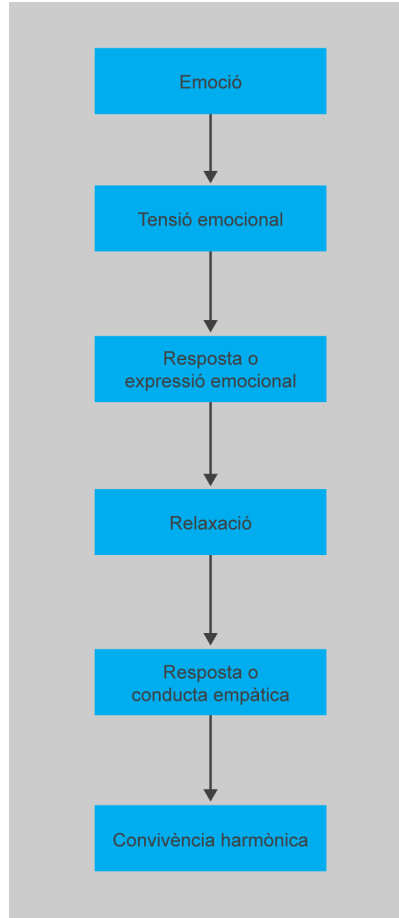 Emoció
Tensió emocional
Resposta o
expressió emocional
Relaxació
Resposta o
conducta empàtica
Convivència harmònica